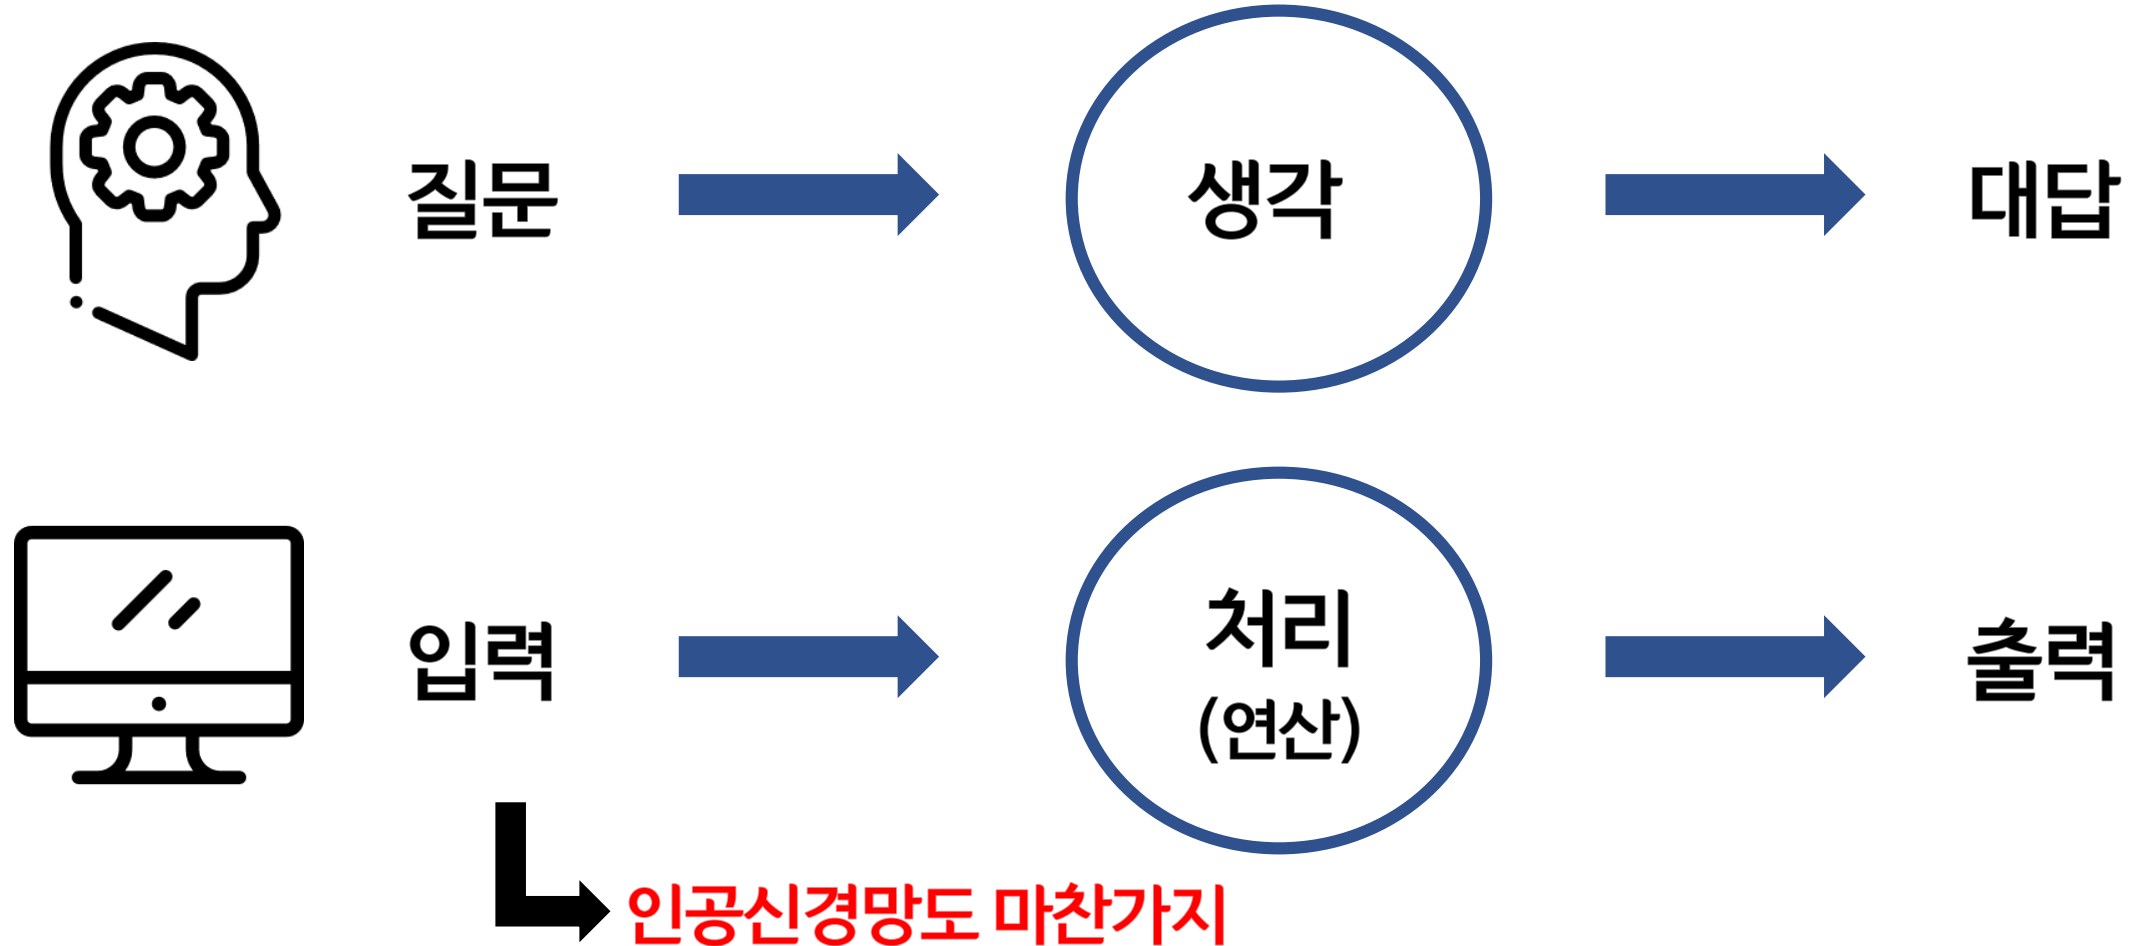 질문
생각
대답
입력
처리
(연산)
출력
인공신경망도 마찬가지